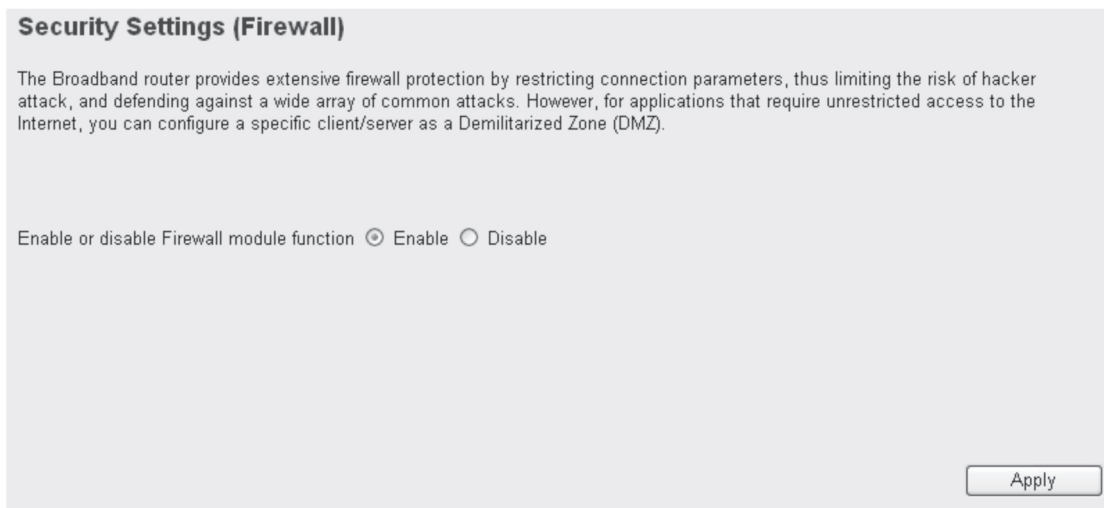 Security Settings (Firewall)
The Broadband router provides extensive firewall protection by restricting connection parameters, thus limiting the risk of hacker
attack, and defending against a wide array of common attacks. However, for applications that require unrestricted access to the
Internet, you can configure a specific client/server as a Demilitarized Zone (DMZ).
Enable or disable Firewall module function Enable Disable
Apply